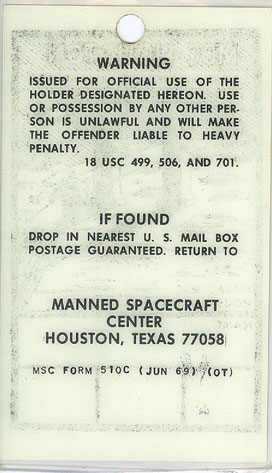 WARNING
ISSUED FOR OFFICIAL USE OF THE
HOLDER DESIGNATED HEREON. USE
OR POSSESSION BY ANY OTHER PER-
SON IS UNLAWFUL AND WILL MAKE
THE OFFENDER LIABLE TO HEAVY
PENALTY.
18 USC 499, 506, AND 701.
IF FOUND
DROP IN NEAREST U. S. MAIL BOX
POSTAGE GUARANTEED. RETURN TO
MANNED SPACECRAFT
CENTER
HOUSTON, TEXAS 77058
MSC FORM 510C (JUN 69) (OT)